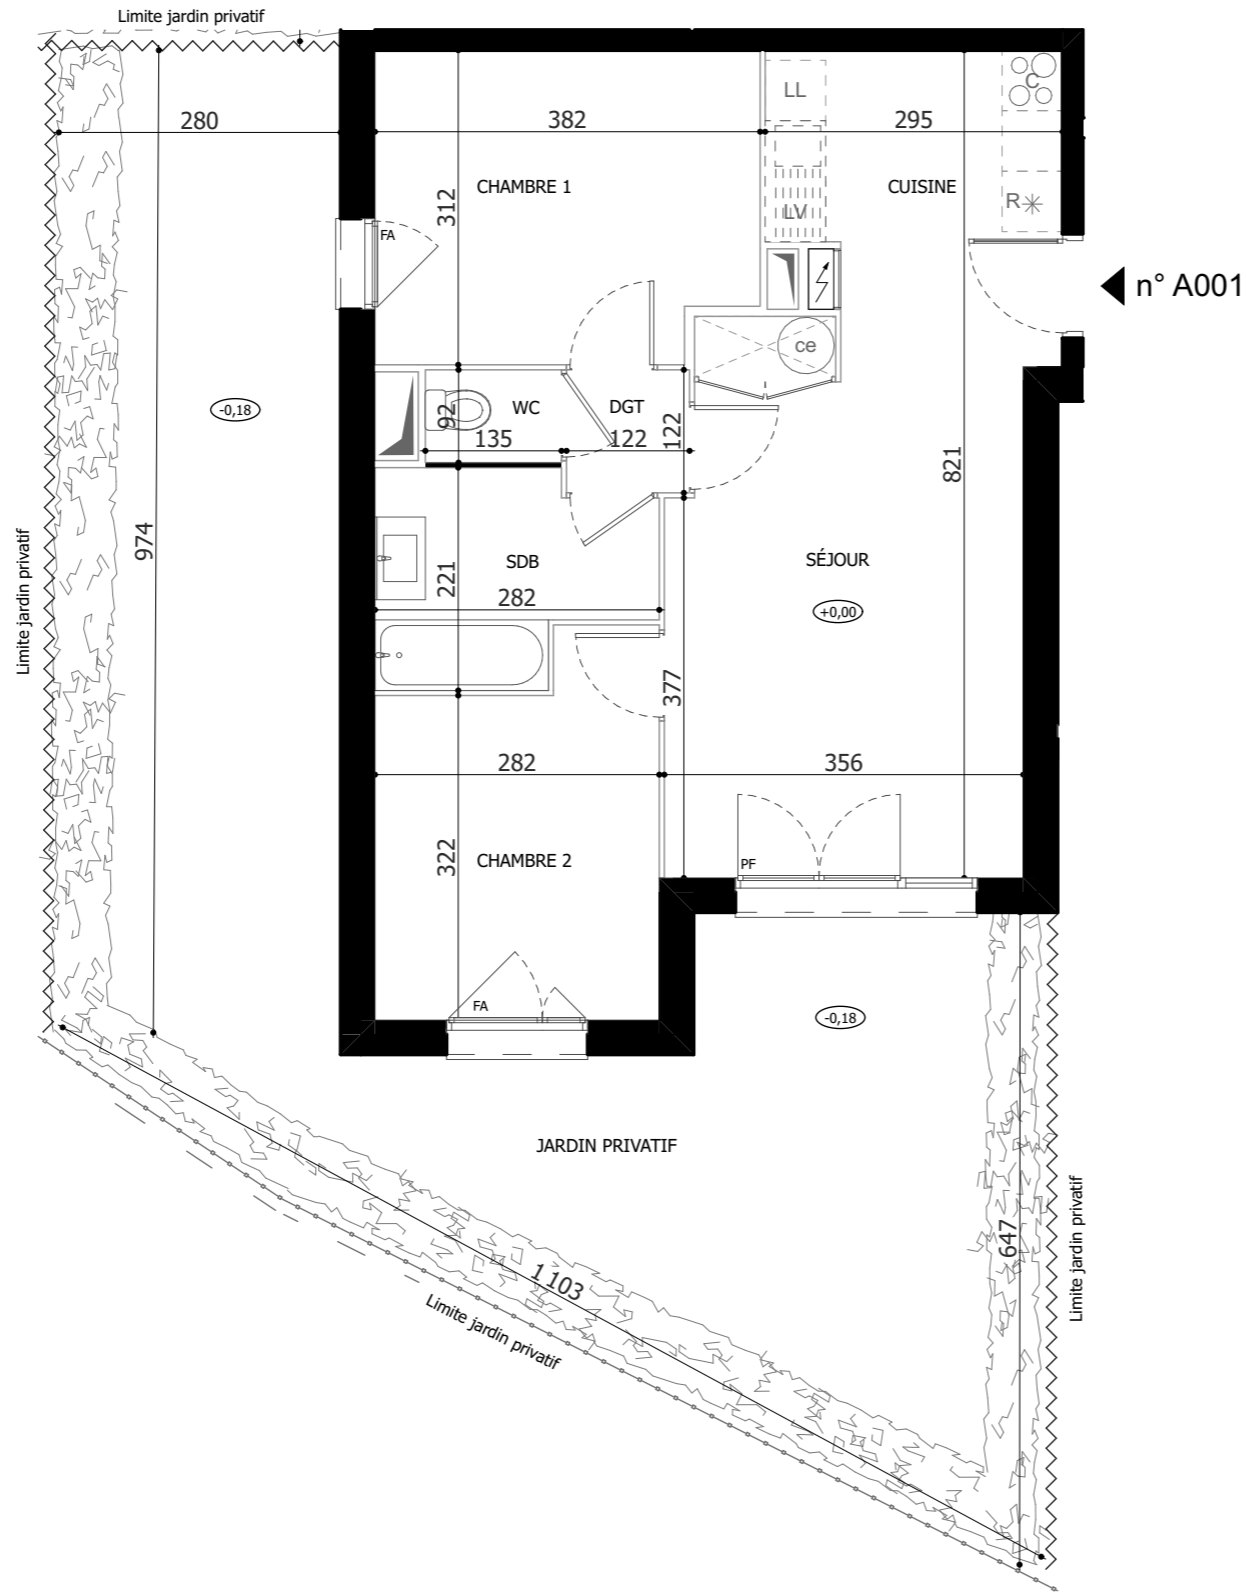 Limite jardin privatif
280
382
295
LL
C
CHAMBRE 1
CUISINE
312
LV
R
FA
n° A001
ce
-0,18
92
WC
DGT
135
122
122
821
974
Limite jardin privatif
221
SDB
282
SÉJOUR
+0,00
377
282
356
322
CHAMBRE 2
PF
FA
-0,18
JARDIN PRIVATIF
647
Limite jardin privatif
1 103
Limite jardin privatif